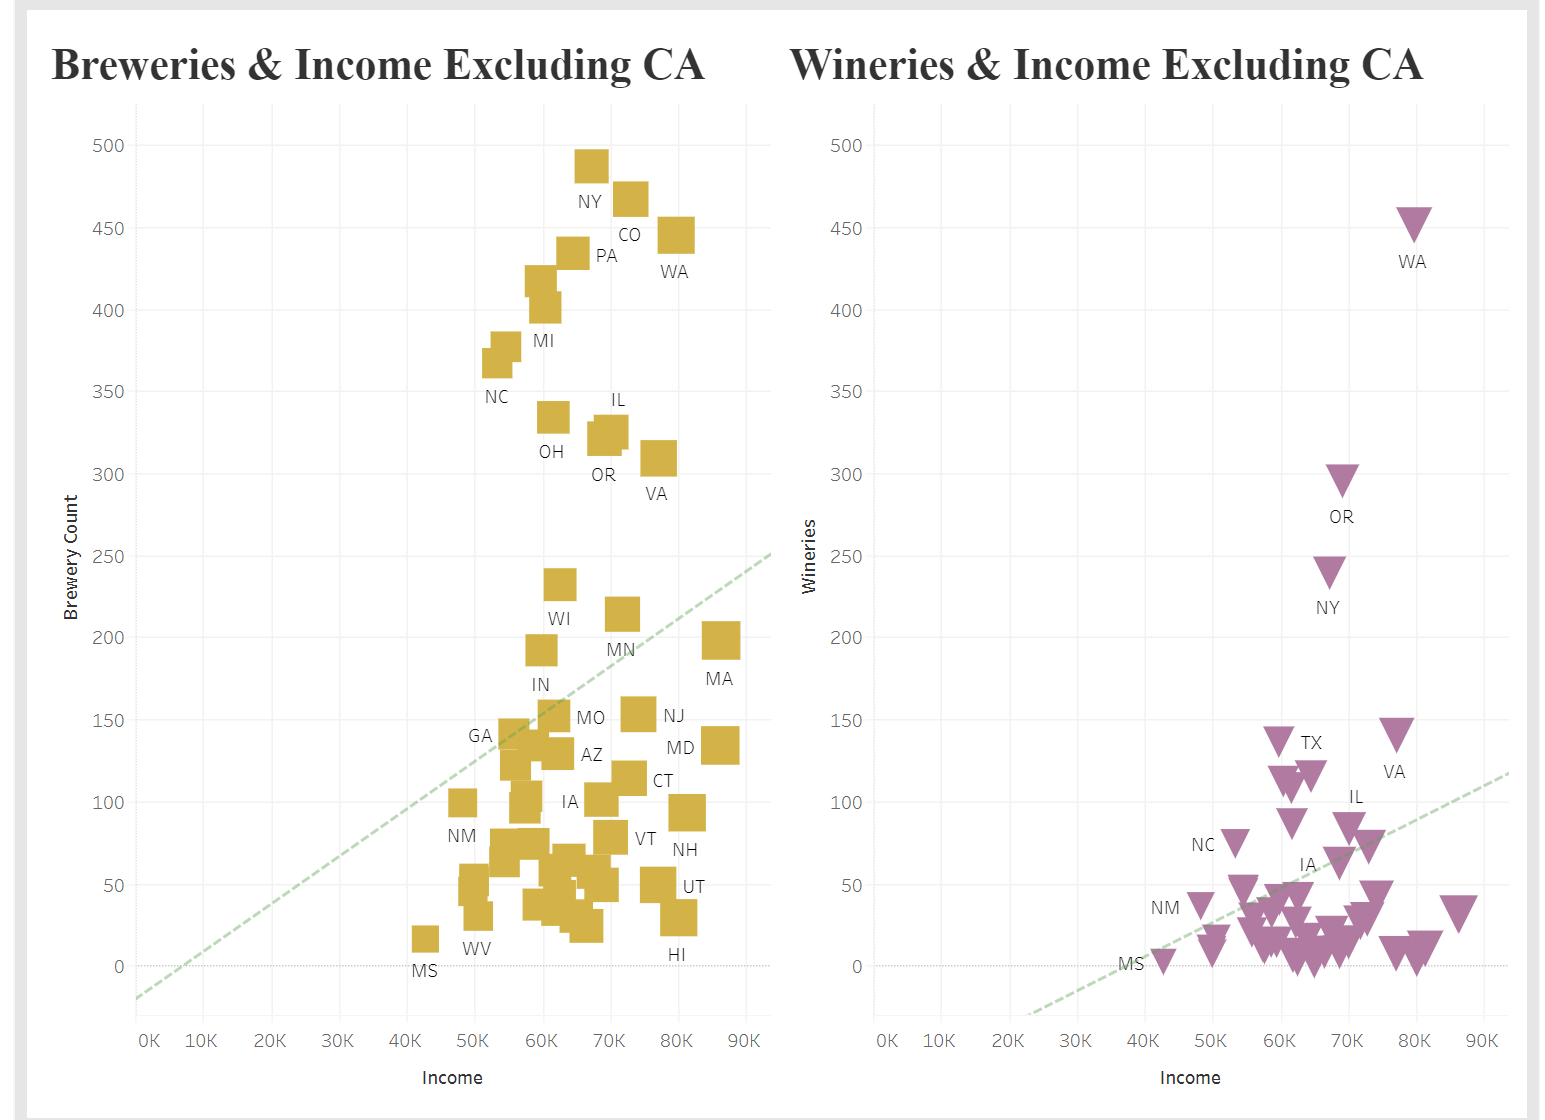 Breweries & Income Excluding CA
500
450
400
350
300
250
200
150
100
50
0
Brewery Count
NY
CO
PA
WA
MI
NC
IL
OH
OR
VA
WI
MN
IN
MA
MO
NJ
GA
MD
AZ
CT
IA
NM
VT
NH
UT
WV
HI
MS
0K 10K 20K 30K 40K 50K 60K 70K 80K 90K
Income
Wineries & Income Excluding CA
500
450
400
350
300
250
200
150
100
50
0
Wineries
WA
OR
NY
TX
VA
IL
NC
IA
NM
MS
0K 10K 20K 30K 40K 50K 60K 70K 80K 90K
Income